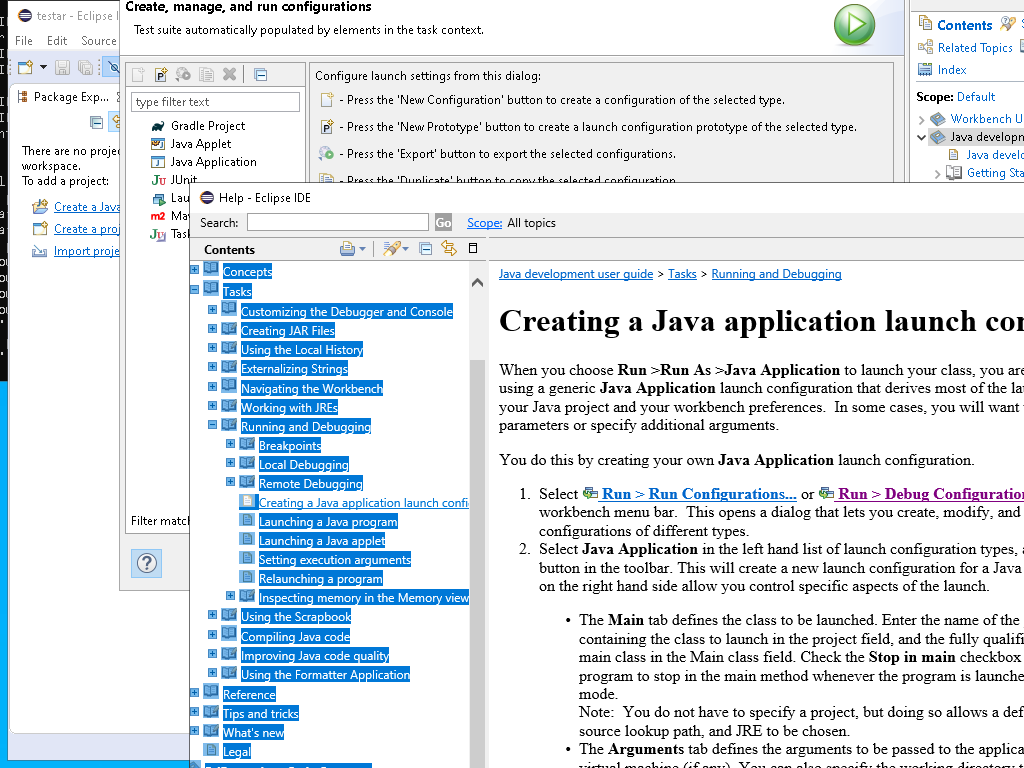 testar - Eclipse I
File Edit Source
Package Exp...
There are no proje
workspace.
To add a project:
Create a Java
Create a proj
Import proje
Create, manage, and run configurations
Test suite automatically populated by elements in the task context.
type filter text
Gradle Project
Java Applet
Java Application
JUnit
Lau
Mav
Task
Filter match
Configure launch settings from this dialog:
- Press the 'New Configuration' button to create a configuration of the selected type.
- Press the 'New Prototype' button to create a launch configuration prototype of the selected type.
- Press the 'Export' button to export the selected configurations.
- Press the 'Duplicate' button to copy the selected configuration.
Contents
Related Topics
Index
Scope: Default
Workbench U
Java developm
Java develo
Getting Sta
Help - Eclipse IDE
Search: Go Scope: All topics
Contents
Concepts
Tasks
Customizing the Debugger and Console
Creating JAR Files
Using the Local History
Externalizing Strings
Navigating the Workbench
Working with JREs
Running and Debugging
Breakpoints
Local Debugging
Remote Debugging
Creating a Java application launch confi
Launching a Java program
Launching a Java applet
Setting execution arguments
Relaunching a program
Inspecting memory in the Memory view
Using the Scrapbook
Compiling Java code
Improving Java code quality
Using the Formatter Application
Reference
Tips and tricks
What's new
Legal
Java development user guide > Tasks > Running and Debugging
Creating a Java application launch con
When you choose Run >Run As >Java Application to launch your class, you are
using a generic Java Application launch configuration that derives most of the lau
your Java project and your workbench preferences. In some cases, you will want
parameters or specify additional arguments.
You do this by creating your own Java Application launch configuration.
1. Select Run > Run Configurations... or Run > Debug Configuration
workbench menu bar. This opens a dialog that lets you create, modify, and
configurations of different types.
2. Select Java Application in the left hand list of launch configuration types, a
button in the toolbar. This will create a new launch configuration for a Java
on the right hand side allow you control specific aspects of the launch.
• The Main tab defines the class to be launched. Enter the name of the
containing the class to launch in the project field, and the fully qualifi
main class in the Main class field. Check the Stop in main checkbox
program to stop in the main method whenever the program is launche
mode.
Note: You do not have to specify a project, but doing so allows a def
source lookup path, and JRE to be chosen.
• The Arguments tab defines the arguments to be passed to the applica
virtual machine (if any). You can also specify the working directory t